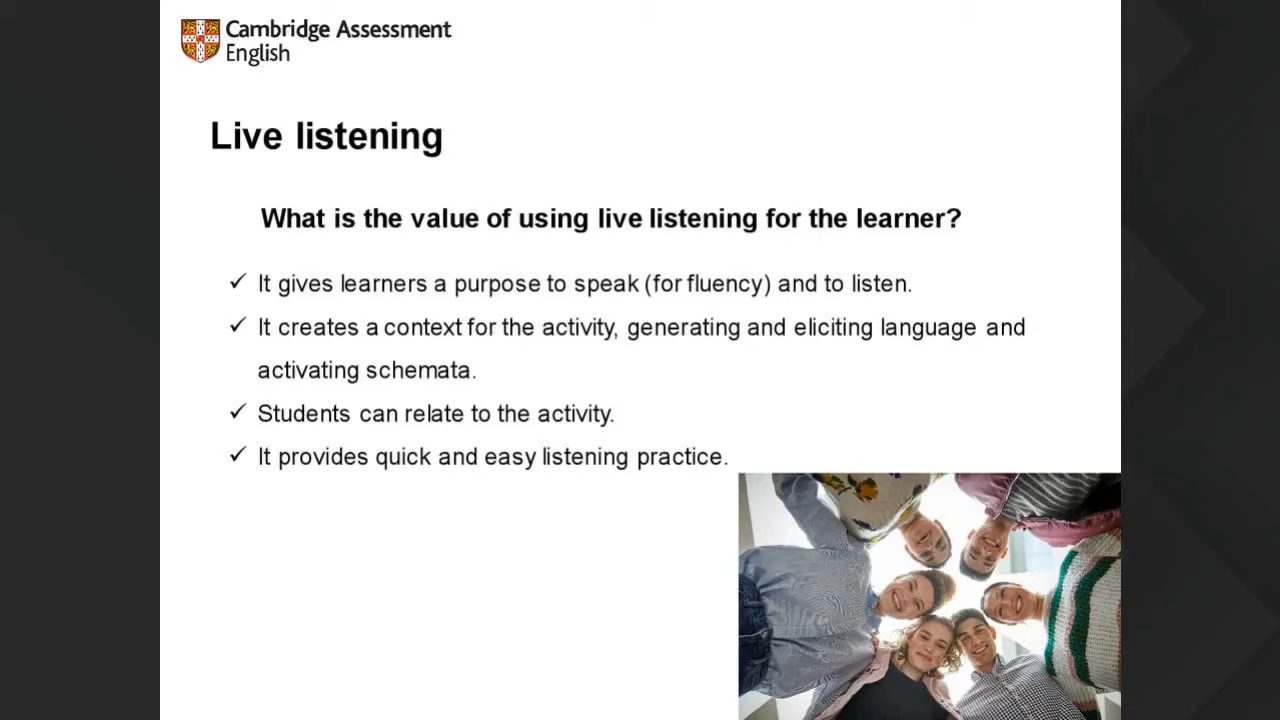 Cambridge Assessment
English
Live listening
What is the value of using live listening for the learner?
✓ It gives learners a purpose to speak (for fluency) and to listen.
✓ It creates a context for the activity, generating and eliciting language and
activating schemata.
✓ Students can relate to the activity.
✓ It provides quick and easy listening practice.